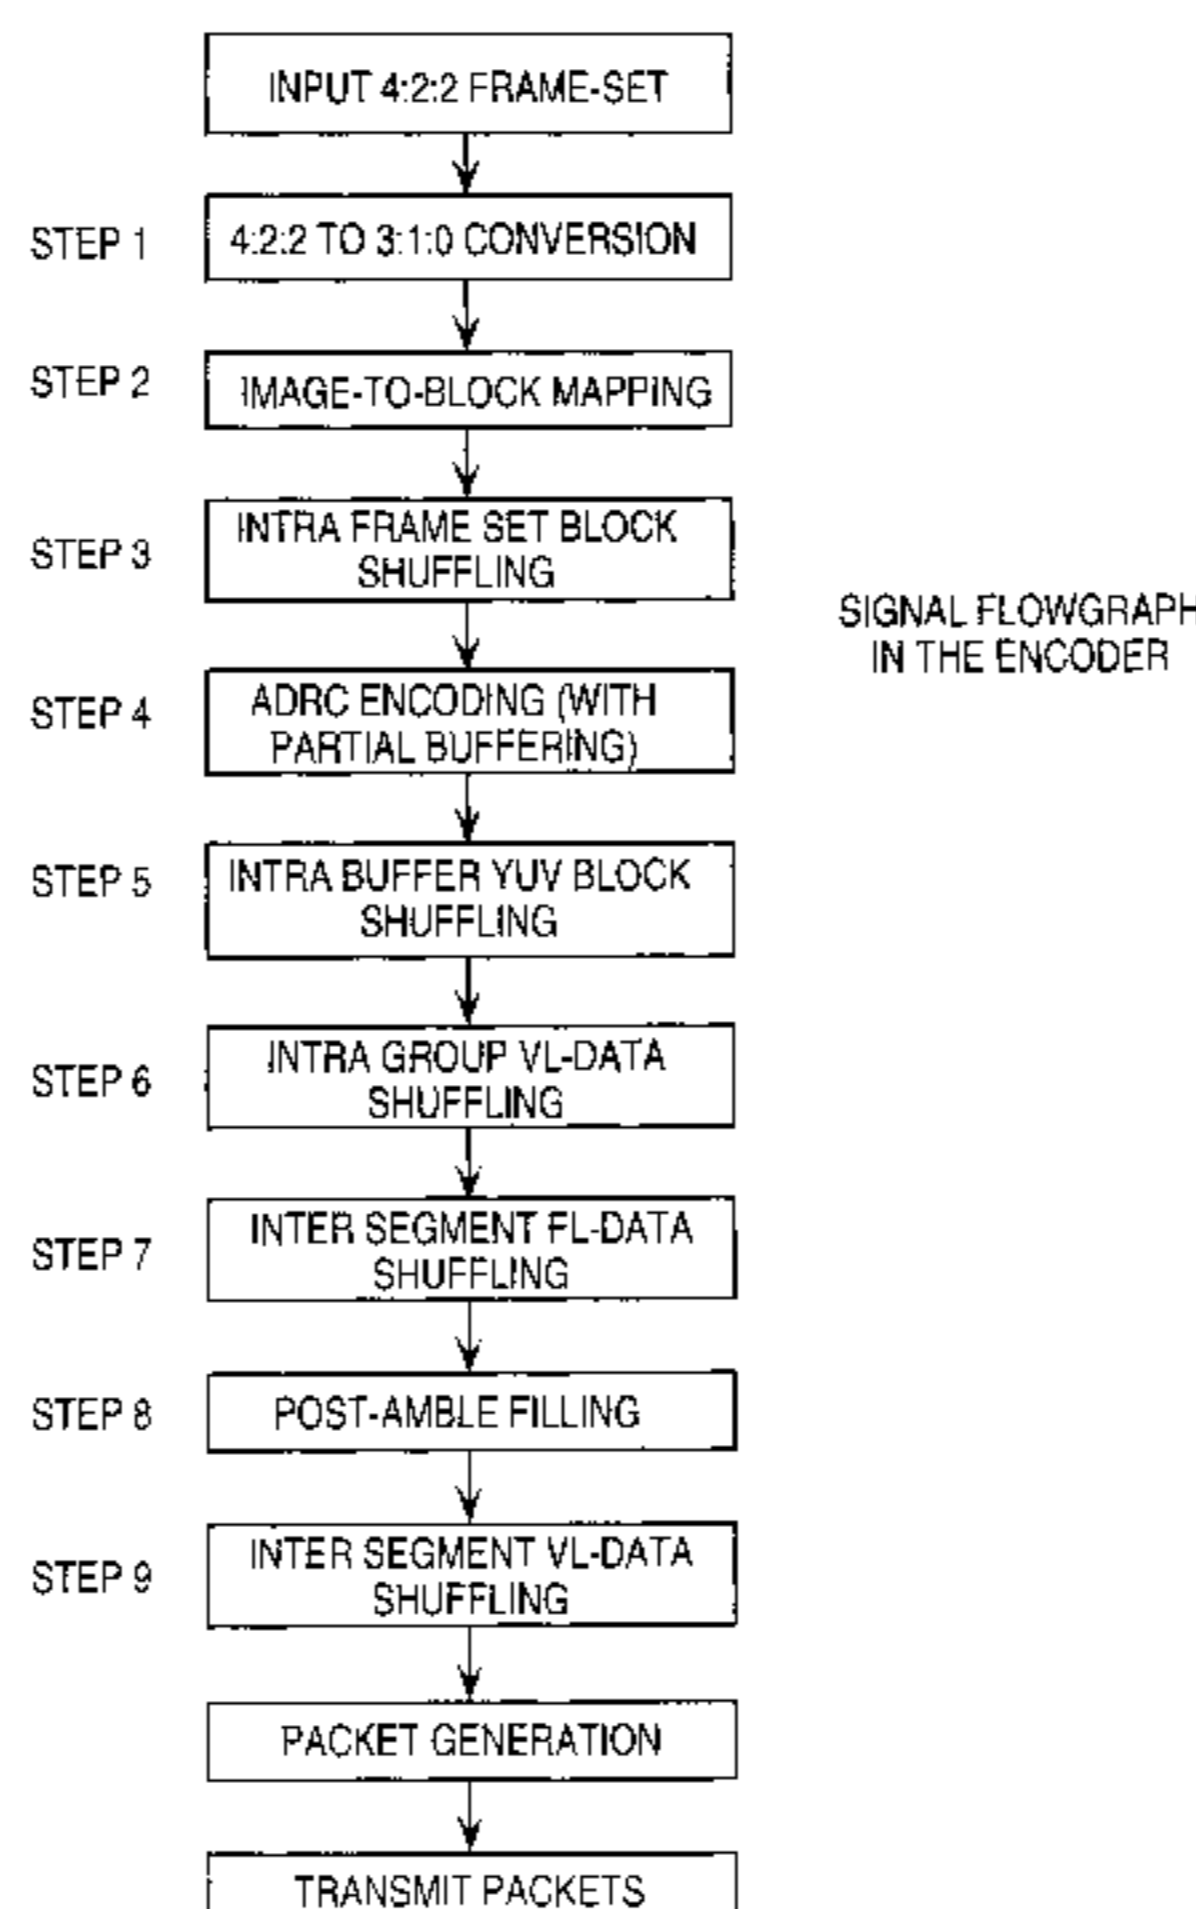 INPUT 4:2:2 FRAME-SET
STEP 1
4:2:2 TO 3:1:0 CONVERSION
STEP 2
IMAGE-TO-BLOCK MAPPING
STEP 3
INTRA FRAME SET BLOCK
SHUFFLING
SIGNAL FLOWGRAPH
IN THE ENCODER
STEP 4
ADRC ENCODING (WITH
PARTIAL BUFFERING)
STEP 5
INTRA BUFFER YUV BLOCK
SHUFFLING
STEP 6
INTRA GROUP VL-DATA
SHUFFLING
STEP 7
INTER SEGMENT FL-DATA
SHUFFLING
STEP 8
POST-AMBLE FILLING
STEP 9
INTER SEGMENT VL-DATA
SHUFFLING
PACKET GENERATION
TRANSMIT PACKETS